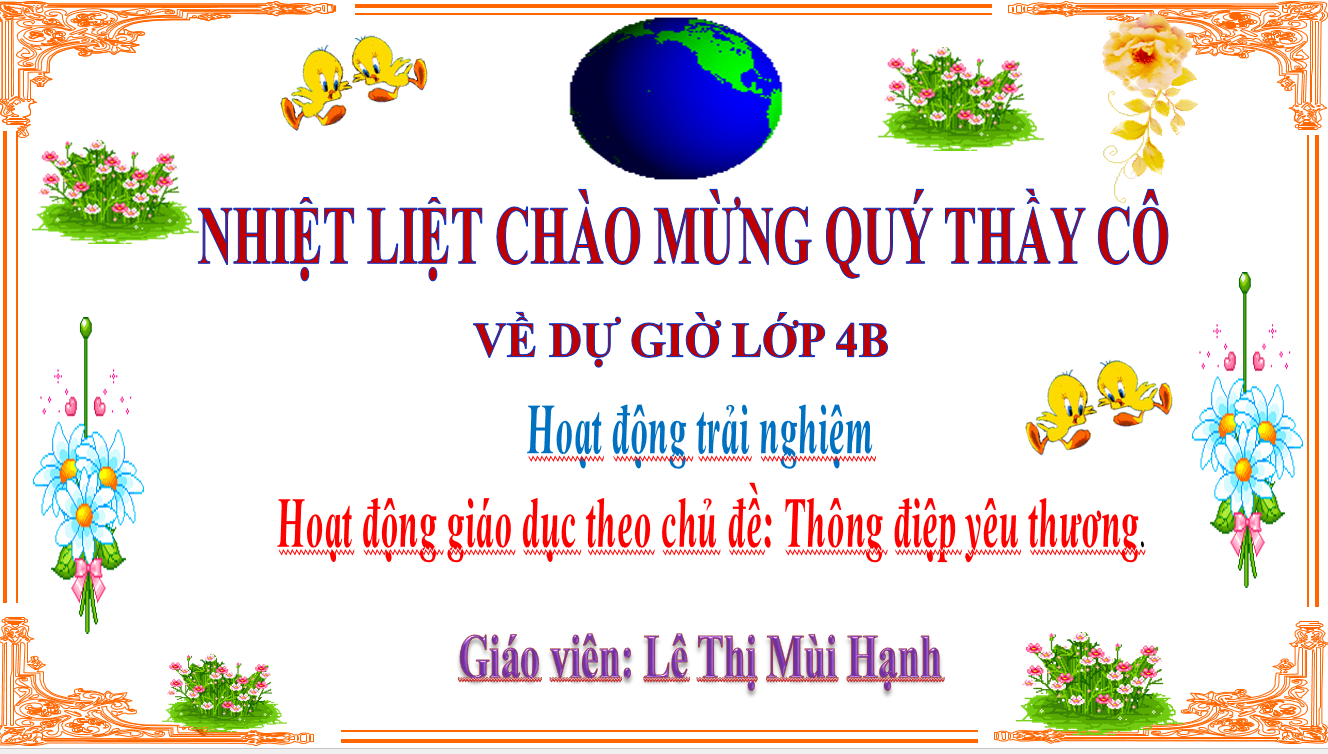 NHIỆT LIỆT CHÀO MỪNG QUÝ THẦY CÔ
VỀ DỰ GIỜ LỚP 4B
Hoạt động trải nghiệm
Hoạt động giáo dục theo chủ đề: Thông điệp yêu thương.
Giáo viên: Lê Thị Mùi Hạnh